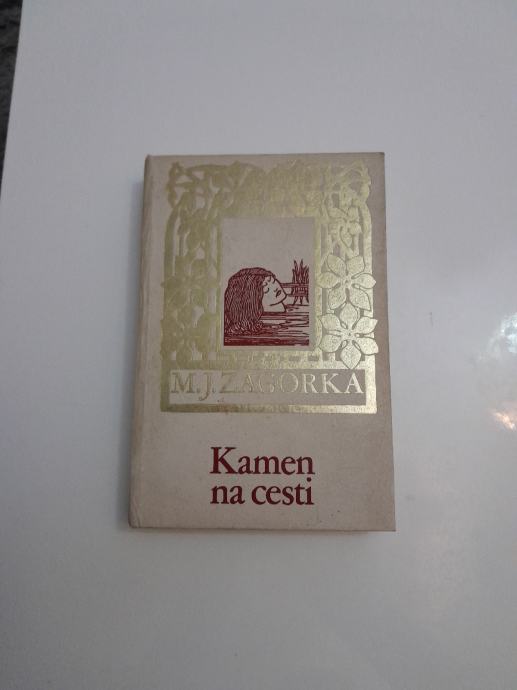 M.J. ZAGORKA
Kamen
na cesti